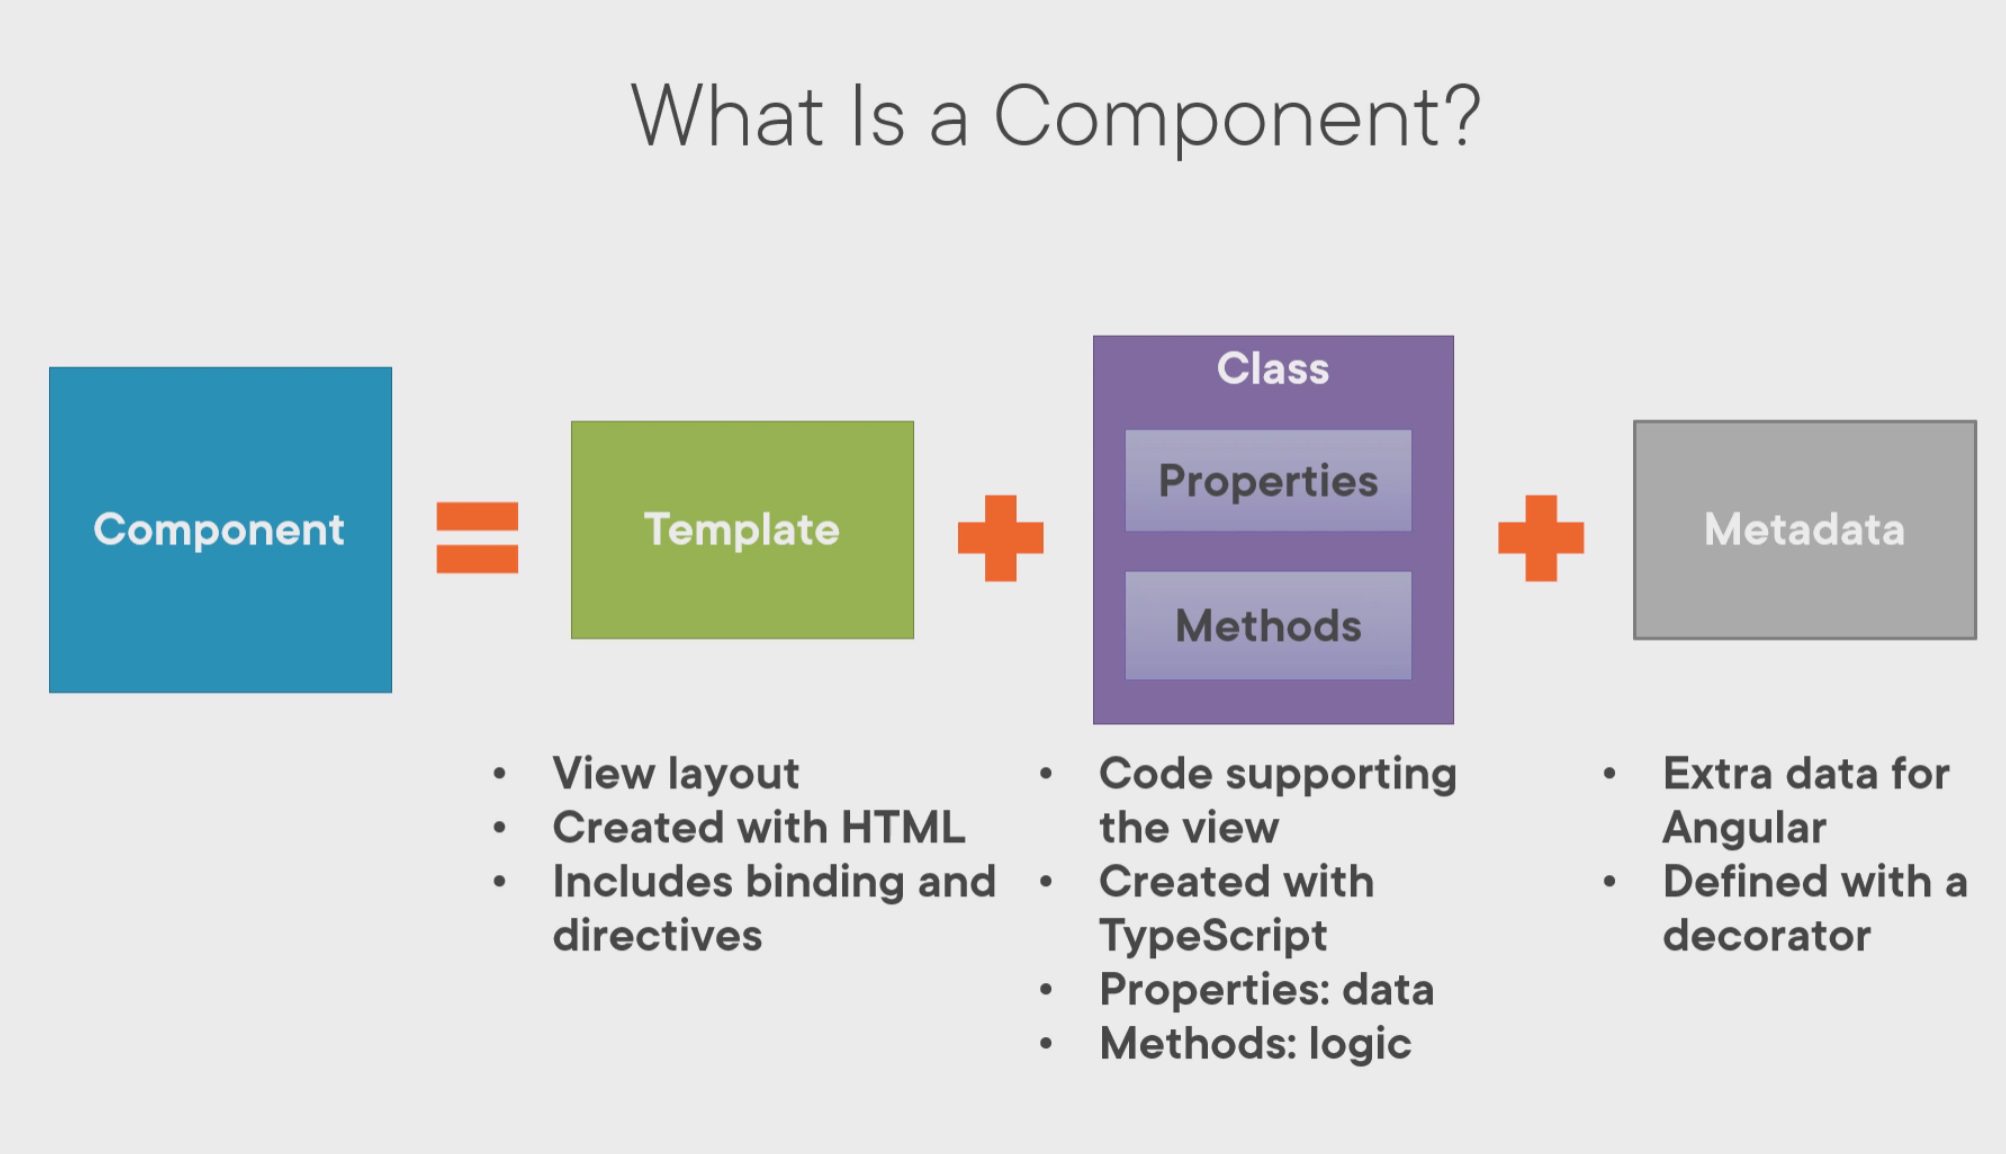 What Is a Component?
Component
Template
Class
Properties
Methods
Metadata
• View layout
• Created with HTML
• Includes binding and
directives
• Code supporting
the view
• Created with
TypeScript
• Properties: data
• Methods: logic
• Extra data for
Angular
• Defined with a
decorator